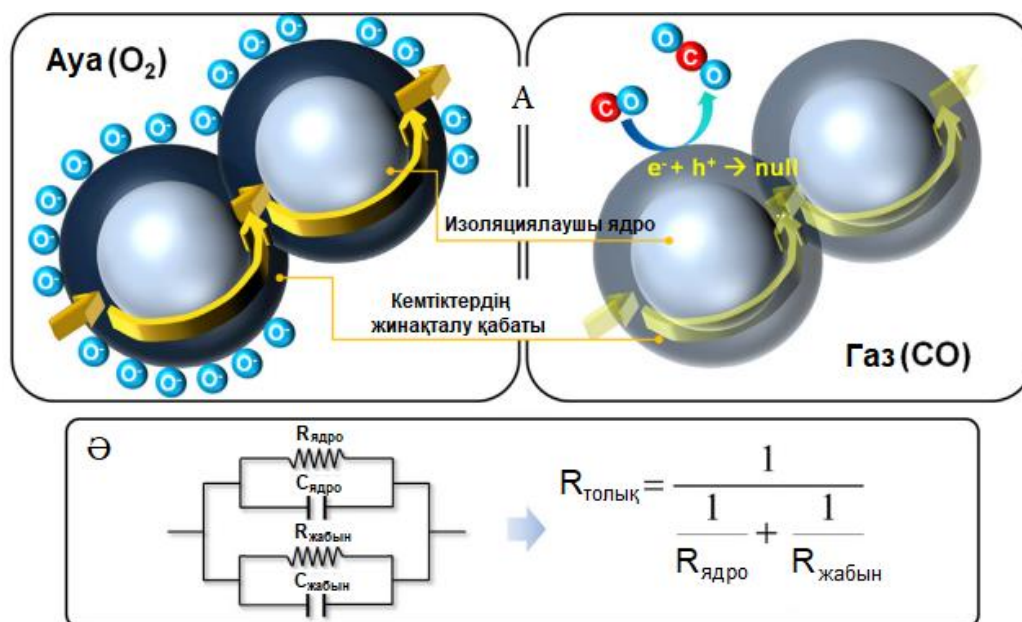 Ауа (O₂)
O⁻ O⁻ O⁻ O⁻ O⁻ O⁻ O⁻ O⁻ O⁻ O⁻ O⁻ O⁻ O⁻ O⁻ O⁻ O⁻ O⁻ O⁻ O⁻ O⁻ O⁻ O⁻ O⁻
А
O C O
C O
e⁻+ h⁺ → null
Изоляциялаушы ядро
Кемтіктердің
жинақталу қабаты
Газ (CO)
Ә
Rядро
Cядро
Rжабын
Cжабын
Rтолық = 1 / (1/Rядро + 1/Rжабын)